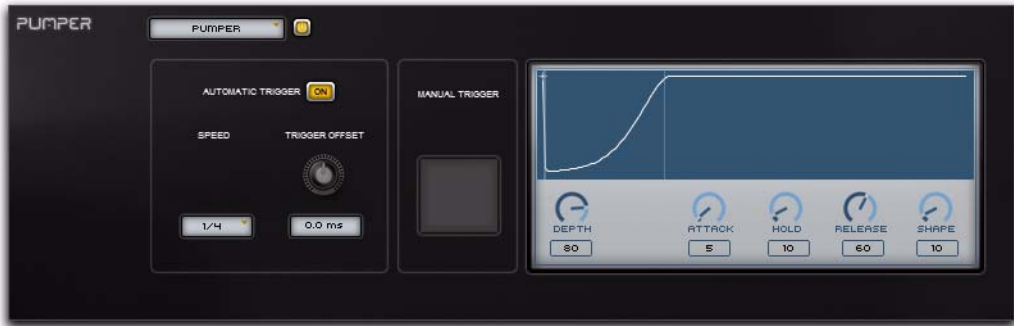 PUMPER
PUMPER
AUTOMATIC TRIGGER ON
MANUAL TRIGGER
SPEED
TRIGGER OFFSET
1/4
0.0 ms
DEPTH
ATTACK
HOLD
RELEASE
SHAPE
80
5
10
60
10